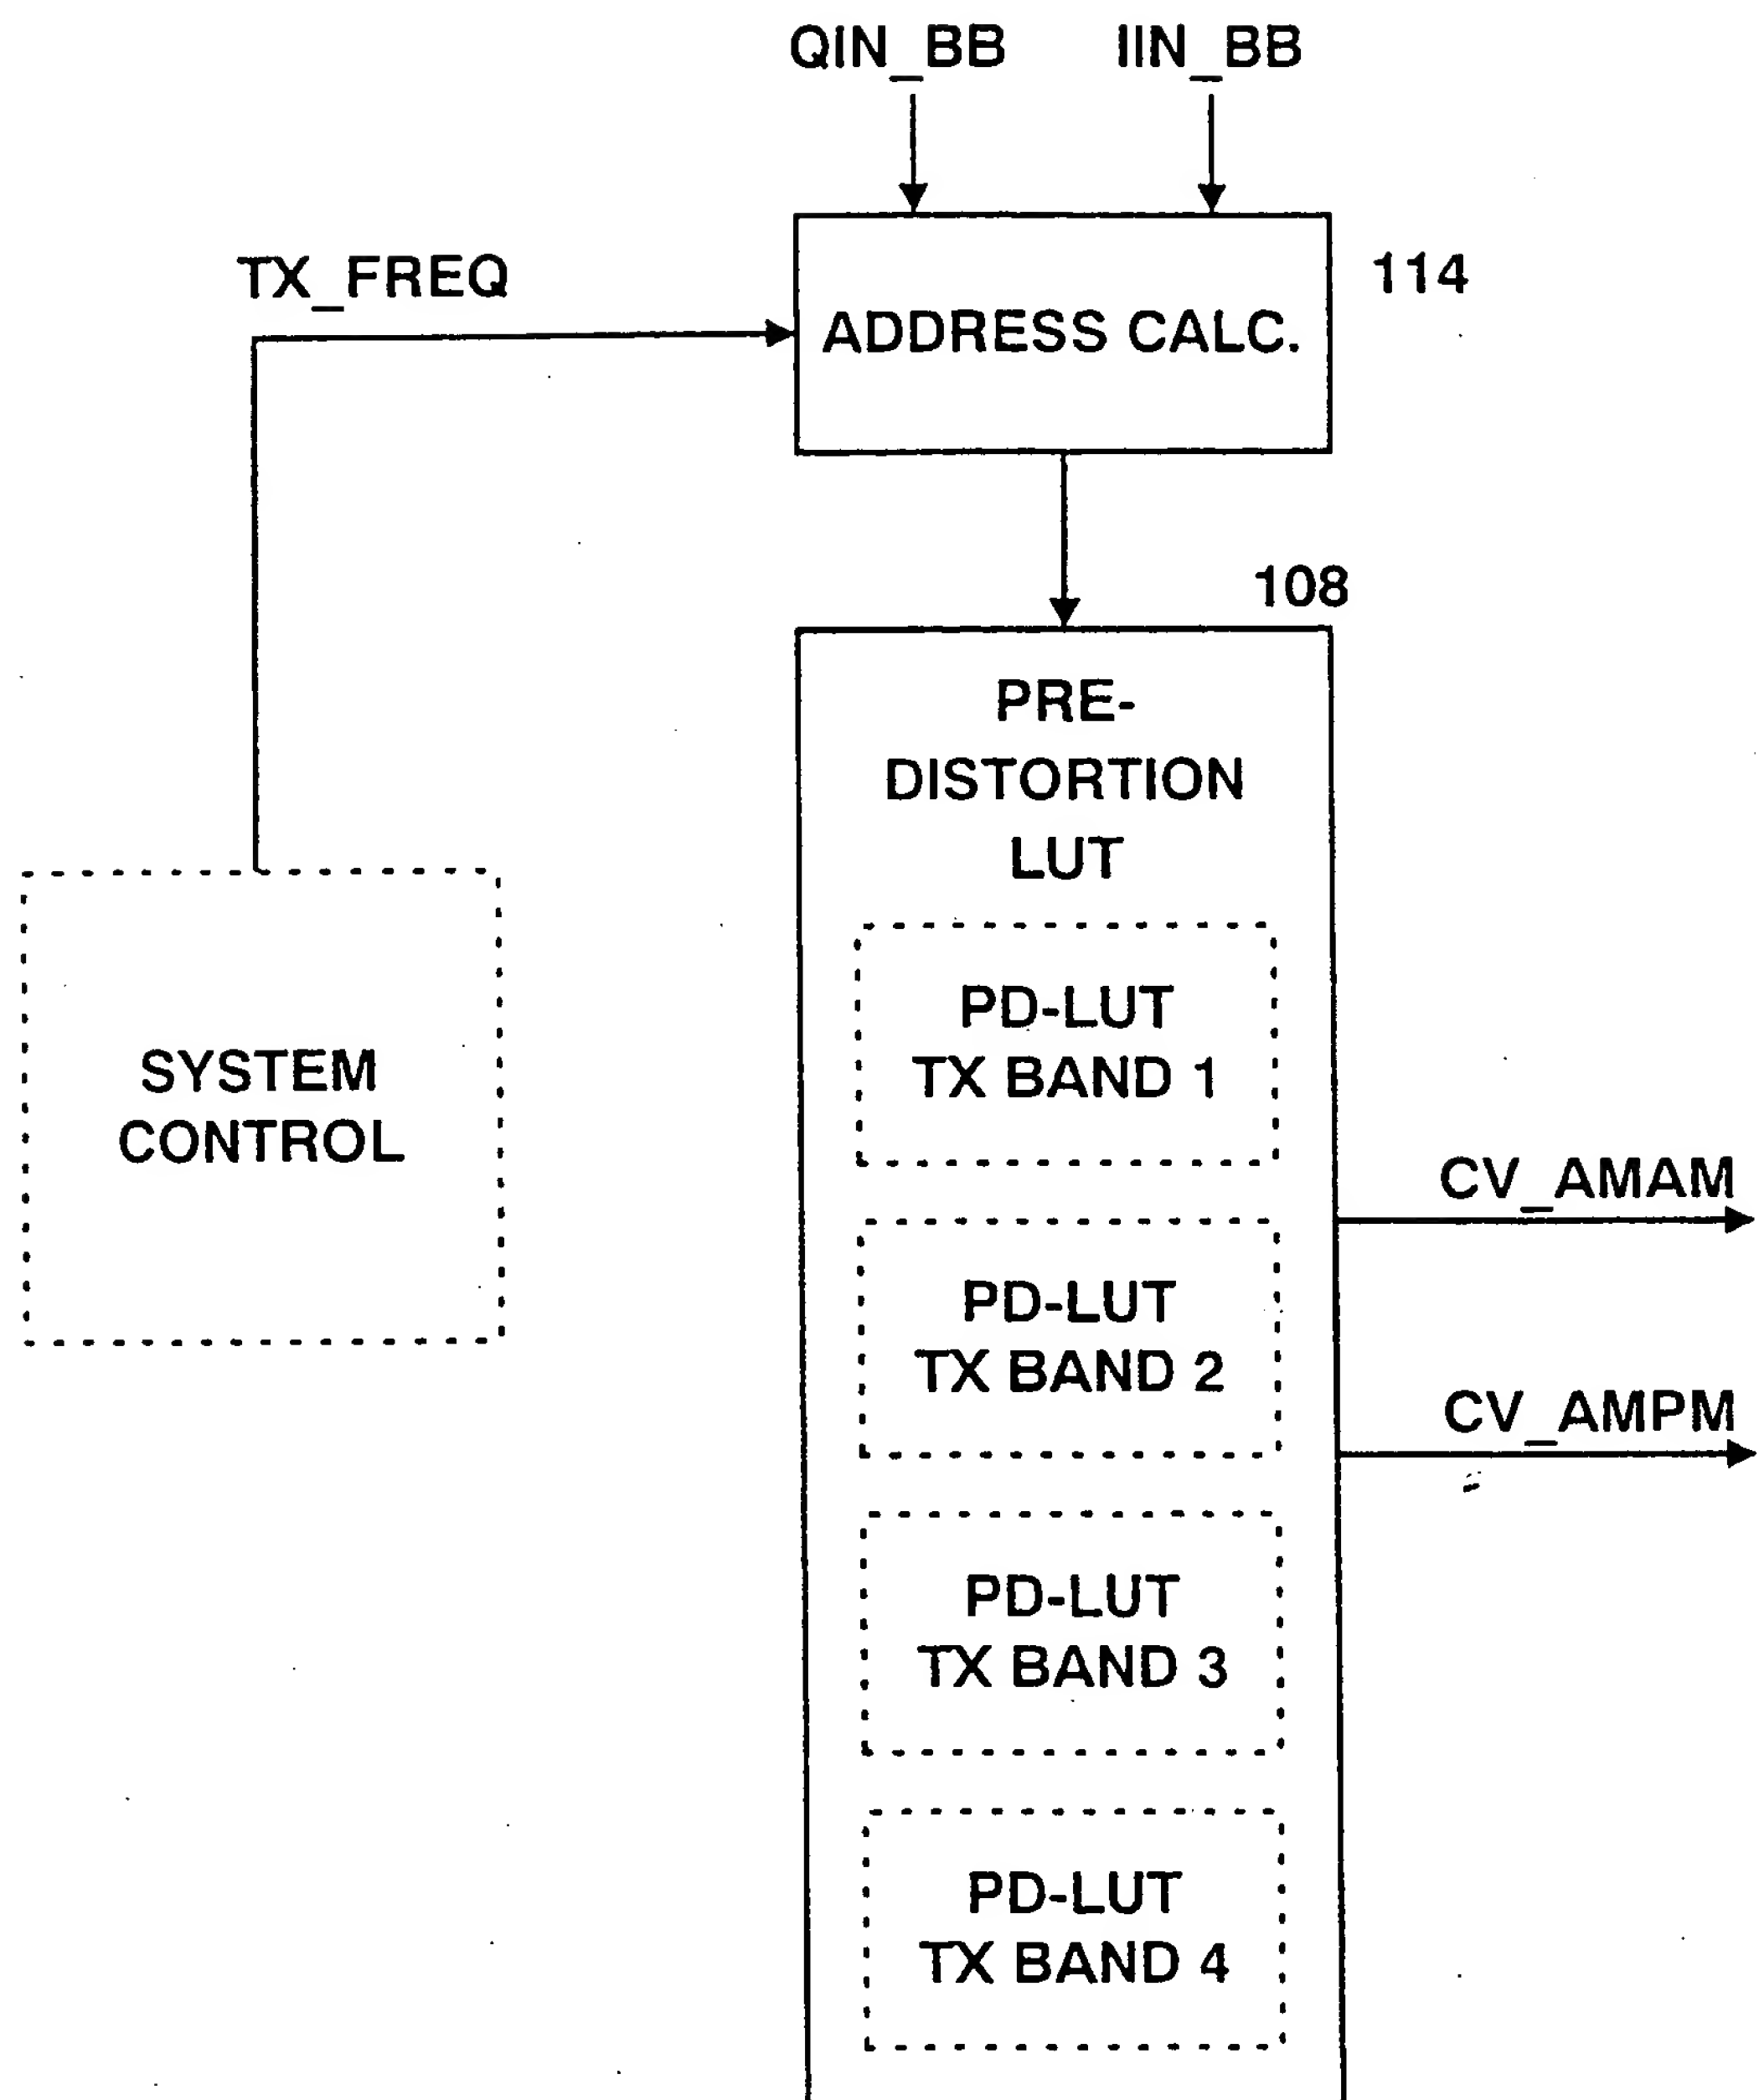 QIN_BB IIN_BB
TX_FREQ
114
ADDRESS CALC.
108
PRE-
DISTORTION
LUT
PD-LUT
TX BAND 1
SYSTEM
CONTROL
CV_AMAM
PD-LUT
TX BAND 2
CV_AMPM
PD-LUT
TX BAND 3
PD-LUT
TX BAND 4